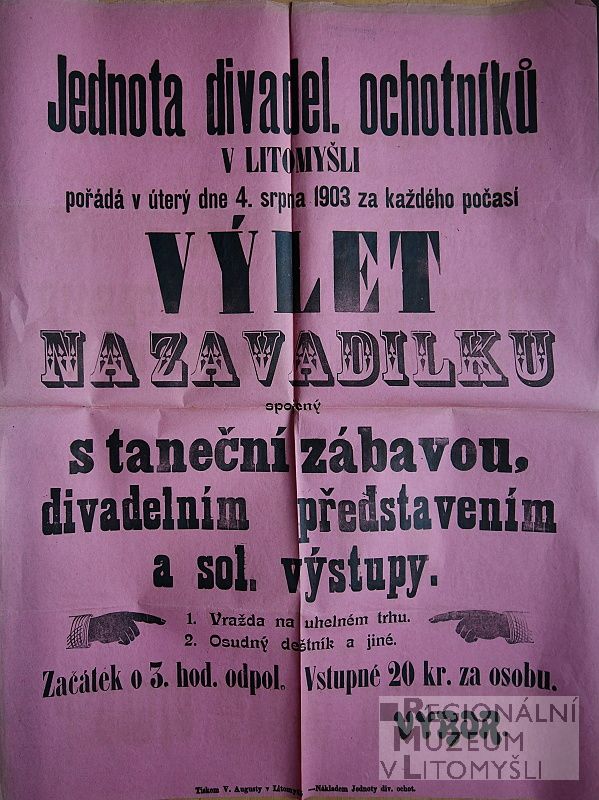 Jednota divadel. ochotníků
V LITOMYŠLI
pořádá v úterý dne 4. srpna 1903 za každého počasí
VÝLET
NA ZAVADILKU
spojený
s taneční zábavou,
divadelním představením
a sol. výstupy.
1. Vražda na uhelném trhu.
2. Osudný deštník a jiné.
Začátek o 3. hod. odpol. Vstupné 20 kr. za osobu.
VÝBOR.
REGIONÁLNÍ
MUZEUM
V LITOMYŠLI
Tiskem V. Augusty v Litomyšli. —Nákladem Jednoty div. ochot.